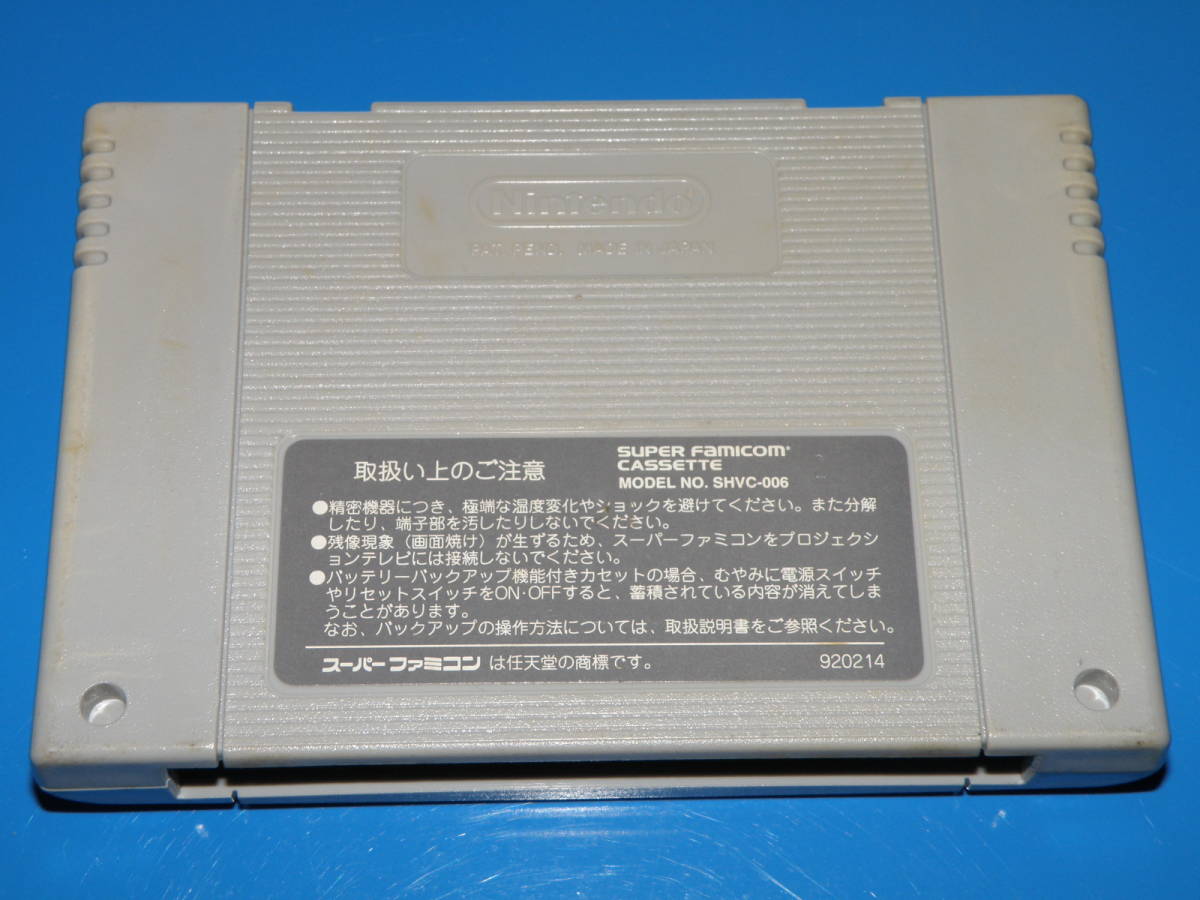 Nintendo
PAT. PEND. MADE IN JAPAN
取扱い上のご注意
SUPER FAMICOM
CASSETTE
MODEL NO. SHVC-006
●精密機器につき、極端な温度変化やショックを避けてください。また分解
したり、端子部を汚したりしないでください。
●残像現象（画面焼け）が生ずるため、スーパーファミコンをプロジェクシ
ョンテレビには接続しないでください。
●バッテリーバックアップ機能付きカセットの場合、むやみに電源スイッチ
やリセットスイッチをON·OFFすると、蓄積されている内容が消えてしま
うことがあります。
なお、バックアップの操作方法については、取扱説明書をご参照ください。
スーパーファミコンは任天堂の商標です。 920214